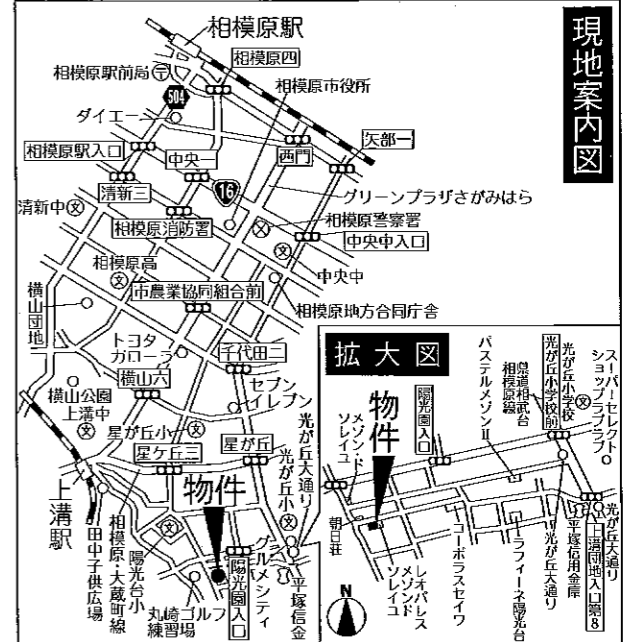 現地案内図
相模原駅
相模原駅前局
相模原四
相模原市役所
504
ダイエー
矢部一
相模原駅入口
中央一
西門
16
グリーンプラザさがみはら
清新三
清新中
相模原消防署
相模原警察署
中央中入口
中央中
相模原高
相模原地方合同庁舎
市農業協同組合前
横山団地
トヨタ
カローラ
千代田二
横山六
セブン
イレブン
横山公園
上溝中
星が丘小
星ケ丘三
星が丘
光が丘小
光が丘大通り
上溝駅
物件
田中子供広場
相模原・大蔵町線
陽光台小
グルメシティ
陽光園入口
平塚信金
丸崎ゴルフ
練習場
拡大図
物件
メゾン・ド
ソレイユ
陽光園入口
パステルメゾンⅡ
県道相武台
相模原線
光が丘小学校前
光が丘小学校
スーパーセレクト
ショップラブラブ
朝日荘
レオパレス
メゾンド
ソレイユ
コーポラスセイワ
ラフィーネ陽光台
光が丘大通り
平塚信用金庫
上溝団地入口第8
光が丘大通り
N